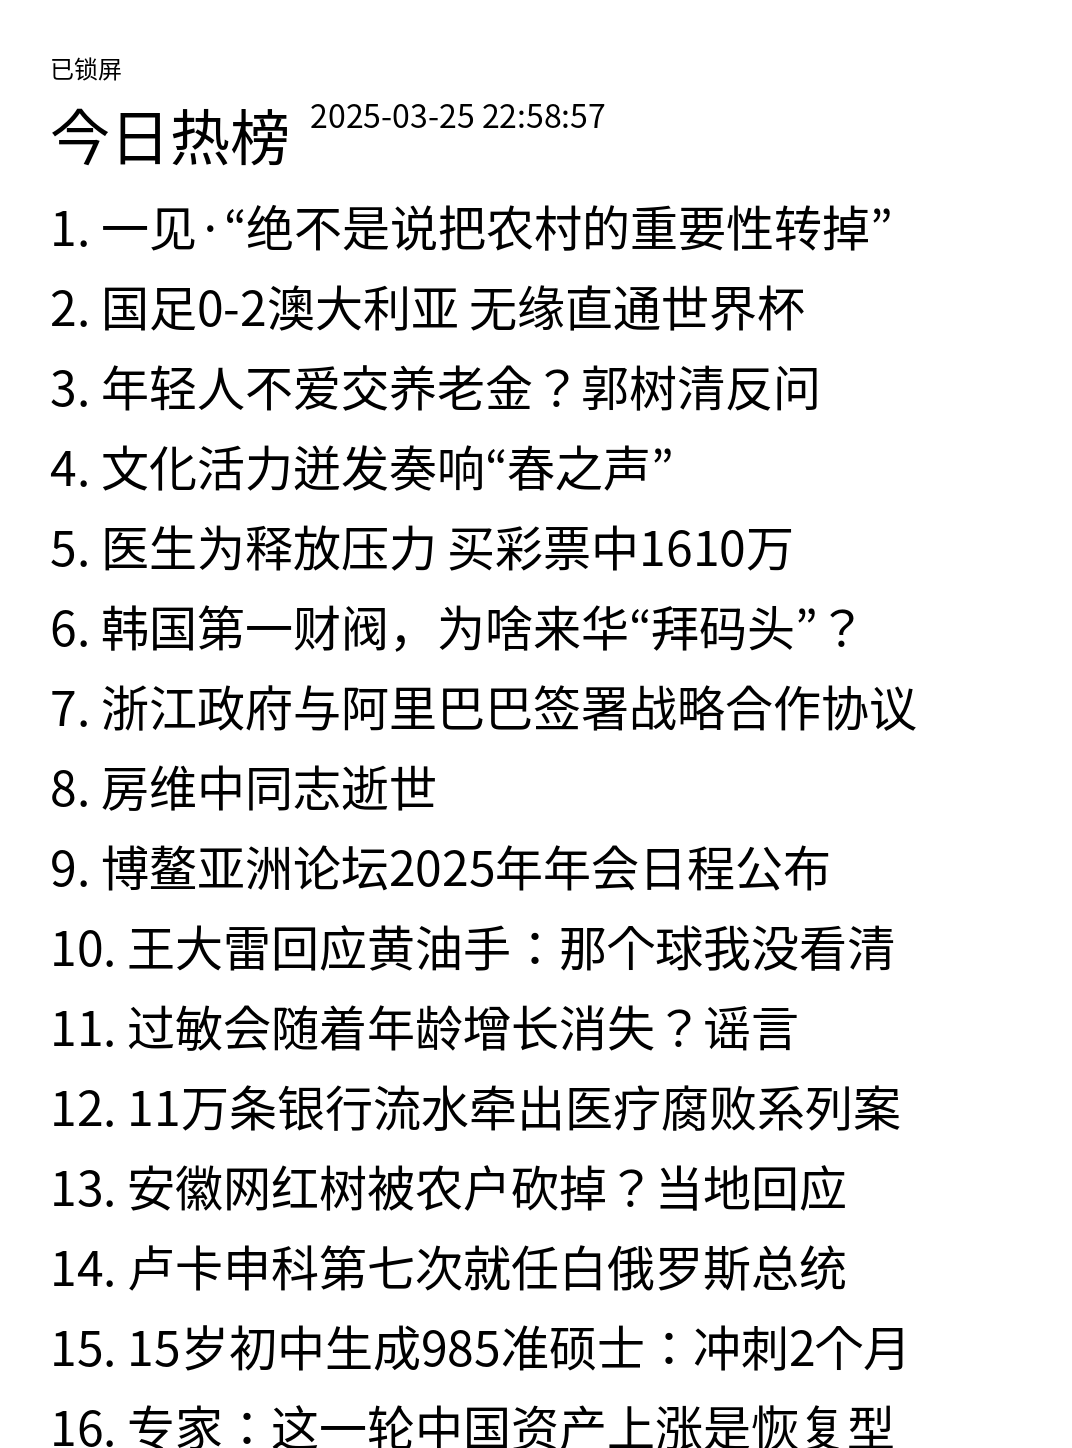 已锁屏
今日热榜 2025-03-25 22:58:57
1. 一见·“绝不是说把农村的重要性转掉”
2. 国足0-2澳大利亚 无缘直通世界杯
3. 年轻人不爱交养老金？郭树清反问
4. 文化活力迸发奏响“春之声”
5. 医生为释放压力 买彩票中1610万
6. 韩国第一财阀，为啥来华“拜码头”？
7. 浙江政府与阿里巴巴签署战略合作协议
8. 房维中同志逝世
9. 博鳌亚洲论坛2025年年会日程公布
10. 王大雷回应黄油手：那个球我没看清
11. 过敏会随着年龄增长消失？谣言
12. 11万条银行流水牵出医疗腐败系列案
13. 安徽网红树被农户砍掉？当地回应
14. 卢卡申科第七次就任白俄罗斯总统
15. 15岁初中生成985准硕士：冲刺2个月
16. 专家：这一轮中国资产上涨是恢复型